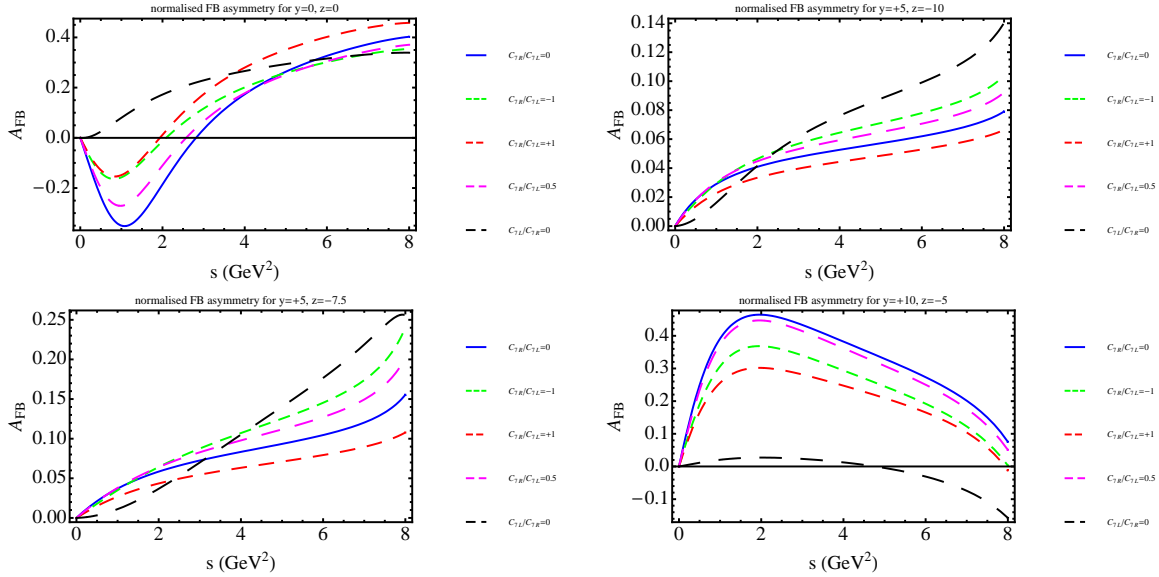 normalised FB asymmetry for y=0, z=0
0.4
0.2
0.0
−0.2
A_FB
0 2 4 6 8
s (GeV²)
C_7R/C_7L=0
C_7R/C_7L=−1
C_7R/C_7L=+1
C_7R/C_7L=0.5
C_7L/C_7R=0
normalised FB asymmetry for y=+5, z=−10
0.14
0.12
0.10
0.08
0.06
0.04
0.02
0.00
A_FB
0 2 4 6 8
s (GeV²)
C_7R/C_7L=0
C_7R/C_7L=−1
C_7R/C_7L=+1
C_7R/C_7L=0.5
C_7L/C_7R=0
normalised FB asymmetry for y=+5, z=−7.5
0.25
0.20
0.15
0.10
0.05
0.00
A_FB
0 2 4 6 8
s (GeV²)
C_7R/C_7L=0
C_7R/C_7L=−1
C_7R/C_7L=+1
C_7R/C_7L=0.5
C_7L/C_7R=0
normalised FB asymmetry for y=+10, z=−5
0.4
0.3
0.2
0.1
0.0
−0.1
A_FB
0 2 4 6 8
s (GeV²)
C_7R/C_7L=0
C_7R/C_7L=−1
C_7R/C_7L=+1
C_7R/C_7L=0.5
C_7L/C_7R=0